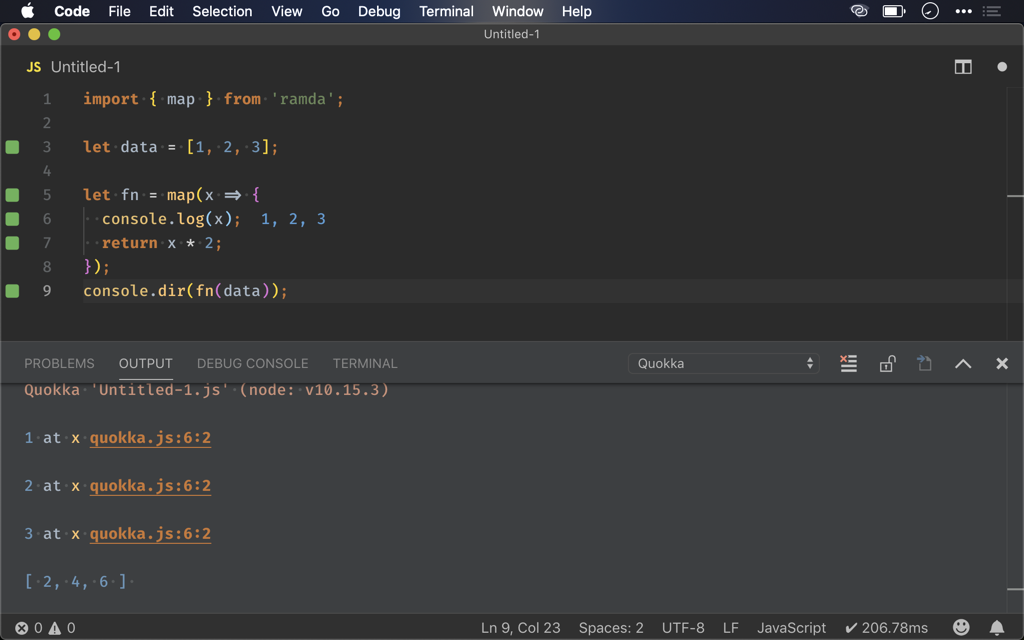 Code File Edit Selection View Go Debug Terminal Window Help
Untitled-1
JS Untitled-1
1 import { map } from 'ramda';
2
3 let data = [1, 2, 3];
4
5 let fn = map(x => {
6 console.log(x); 1, 2, 3
7 return x * 2;
8 });
9 console.dir(fn(data));
PROBLEMS OUTPUT DEBUG CONSOLE TERMINAL Quokka
Quokka 'Untitled-1.js' (node: v10.15.3)
1 at x quokka.js:6:2
2 at x quokka.js:6:2
3 at x quokka.js:6:2
[ 2, 4, 6 ]
0 0 Ln 9, Col 23 Spaces: 2 UTF-8 LF JavaScript ✔ 206.78ms